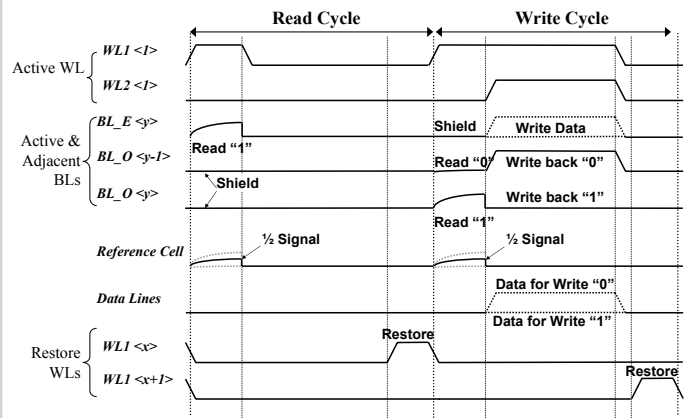 Read Cycle Write Cycle
WL1 <1>
Active WL
WL2 <1>
BL_E <y> Shield Write Data
Read “1”
Active &
Adjacent
BLs
BL_O <y-1> Read “0” Write back “0”
Shield
BL_O <y> Write back “1”
Read “1”
½ Signal ½ Signal
Reference Cell
Data for Write “0”
Data Lines
Data for Write “1”
Restore
WL1 <x>
Restore
WLs
Restore
WL1 <x+1>